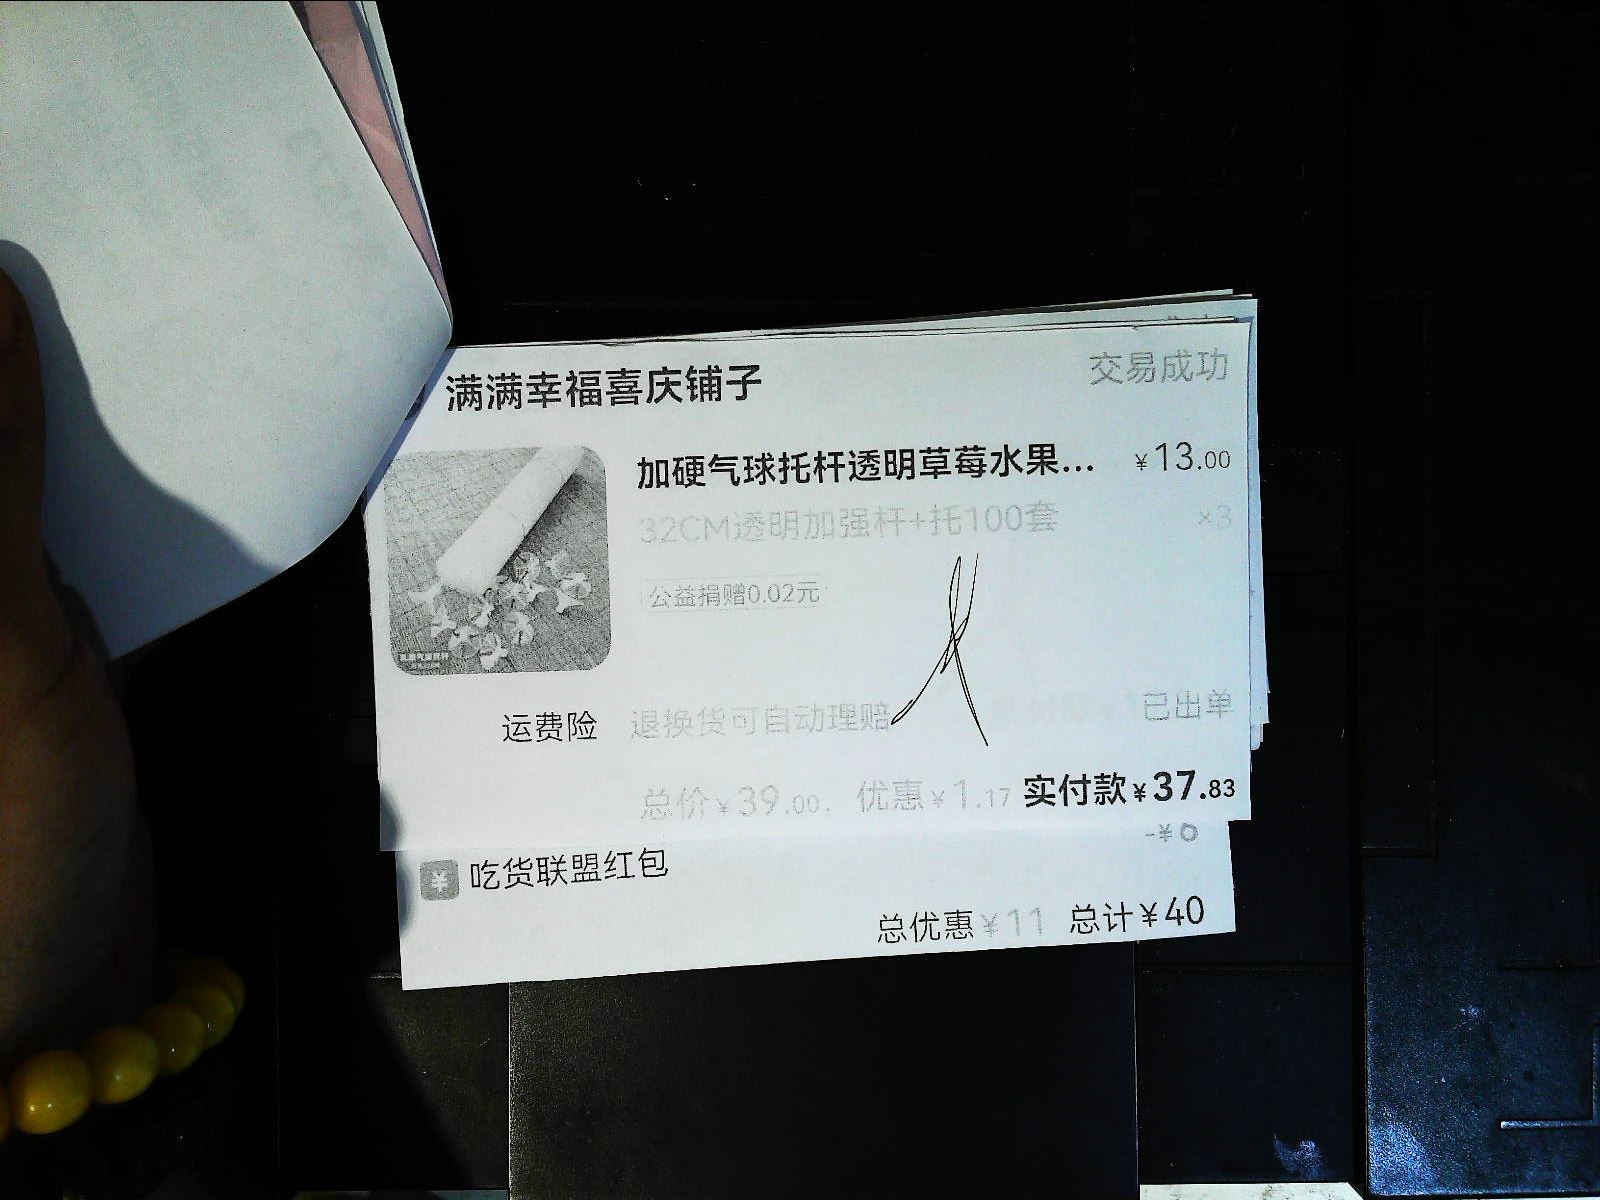 满满幸福喜庆铺子
交易成功
加硬气球托杆透明草莓水果... ¥13.00
32CM透明加强杆+托100套 ×3
公益捐赠0.02元
运费险 退换货可自动理赔 已出单
总价¥39.00, 优惠¥1.17 实付款¥37.83
-¥0
吃货联盟红包
总优惠¥11 总计¥40